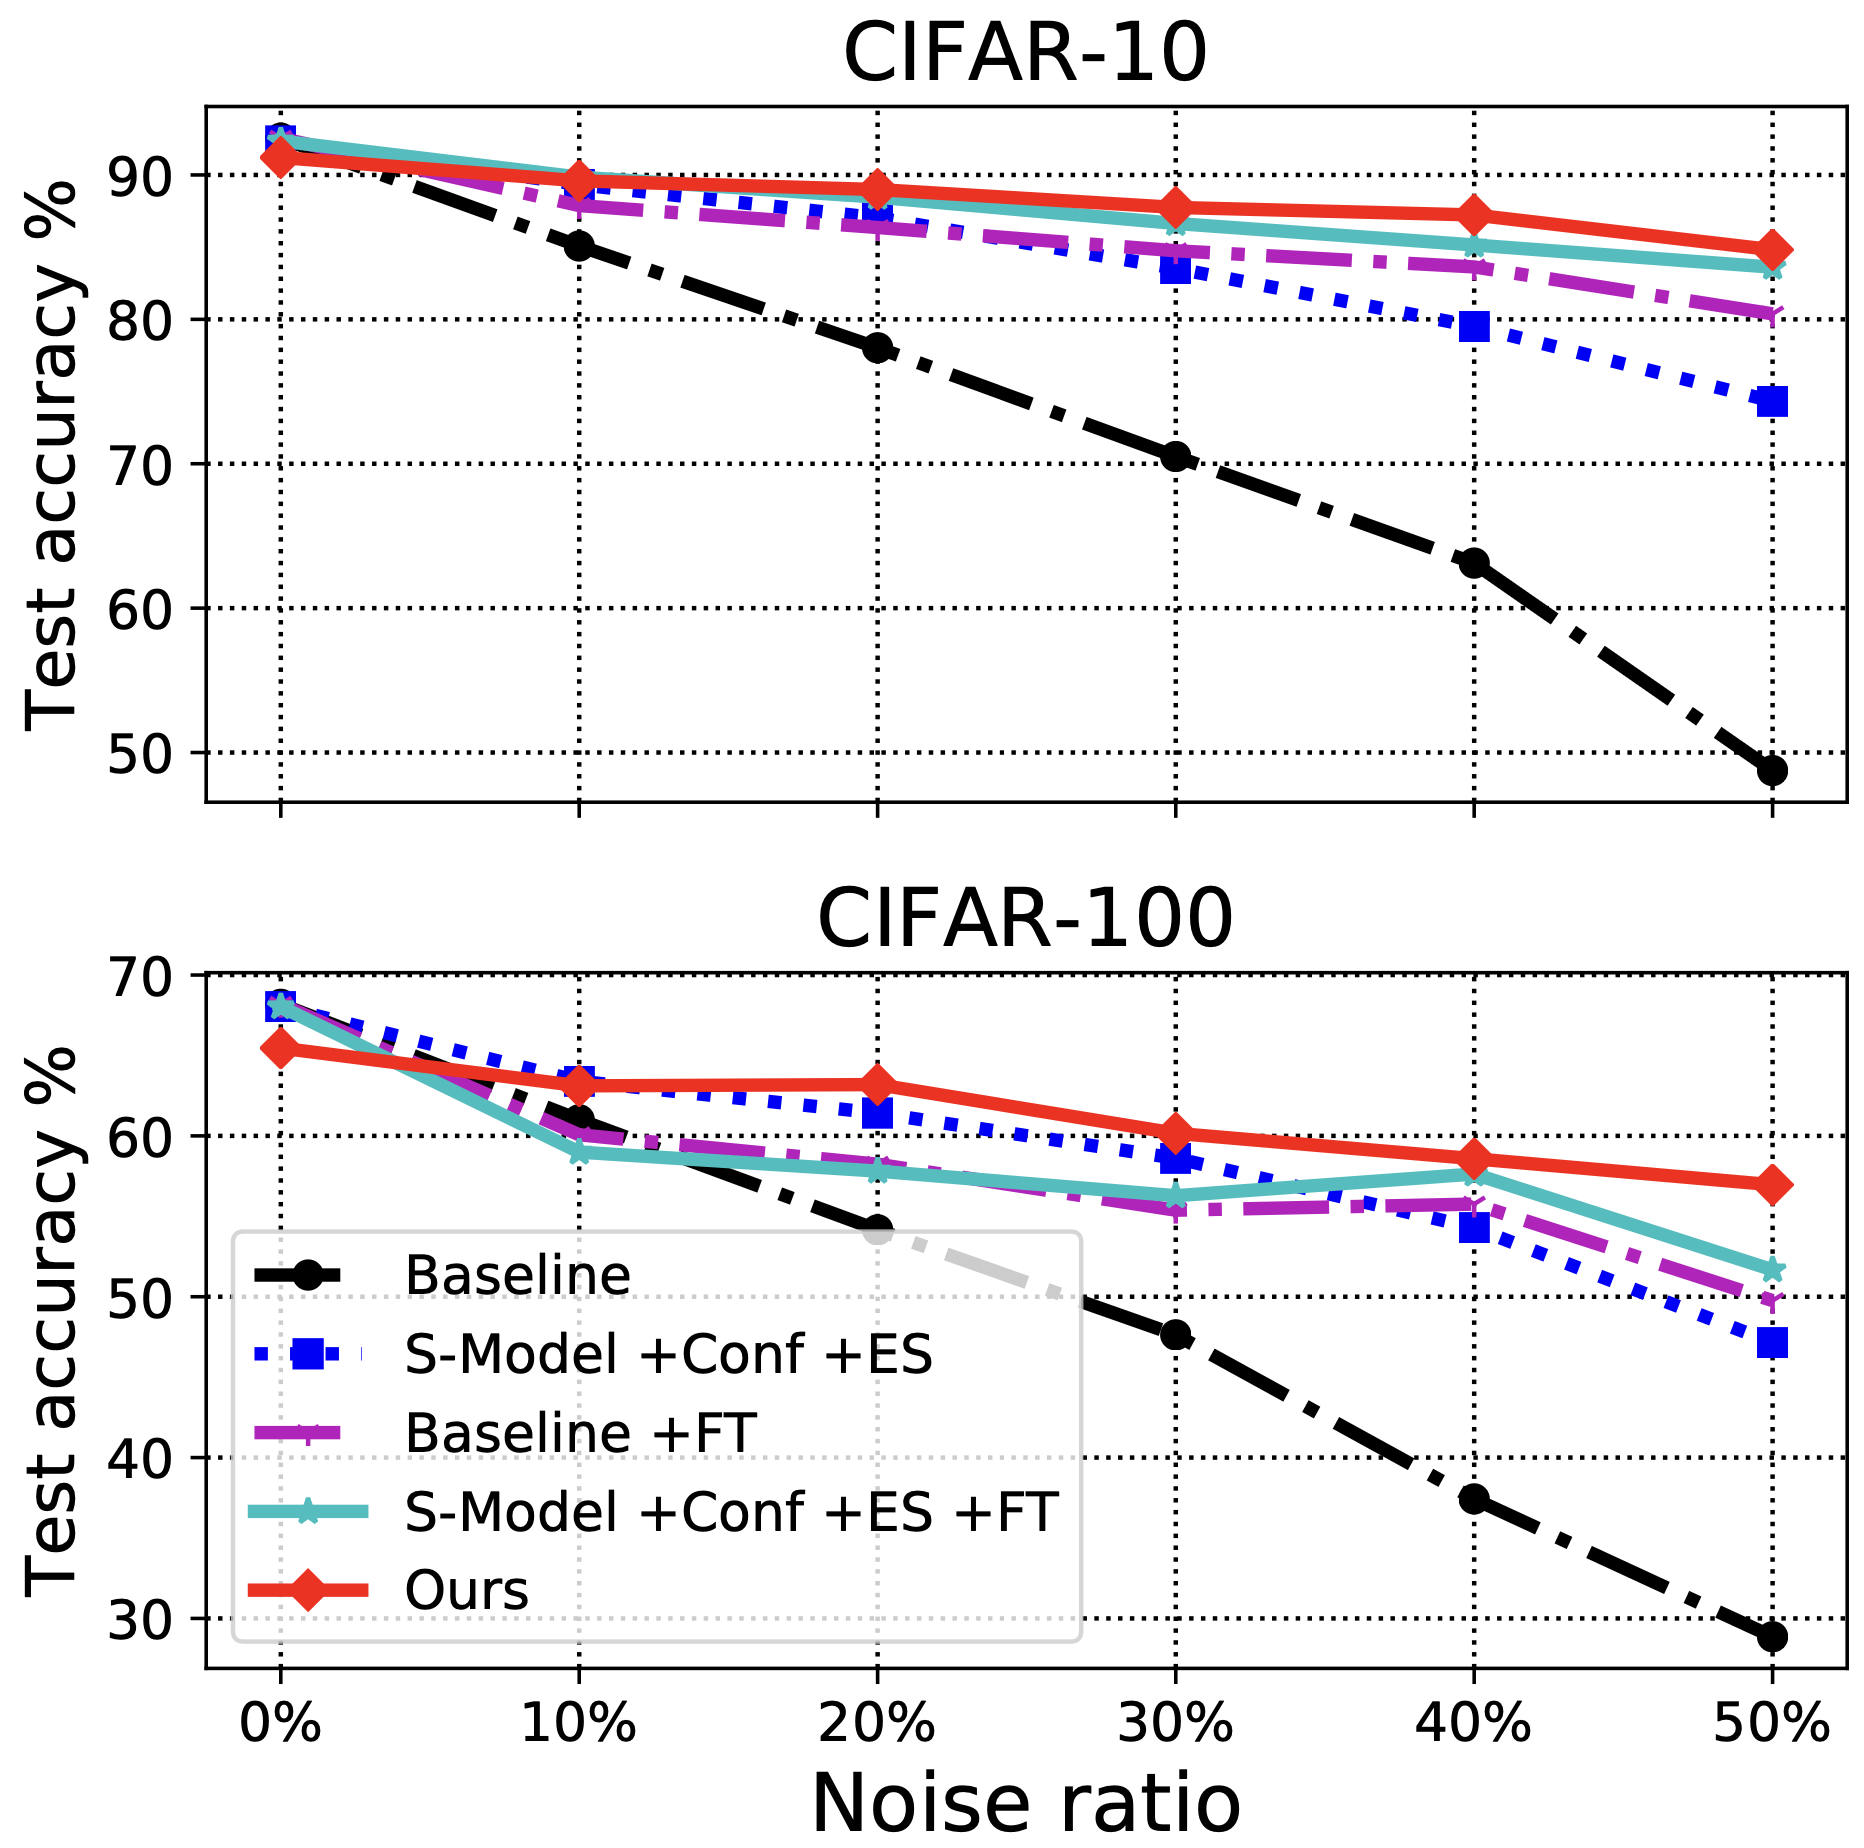 CIFAR-10
Test accuracy %
90
80
70
60
50
CIFAR-100
Test accuracy %
70
60
50
40
30
Baseline
S-Model +Conf +ES
Baseline +FT
S-Model +Conf +ES +FT
Ours
0% 10% 20% 30% 40% 50%
Noise ratio